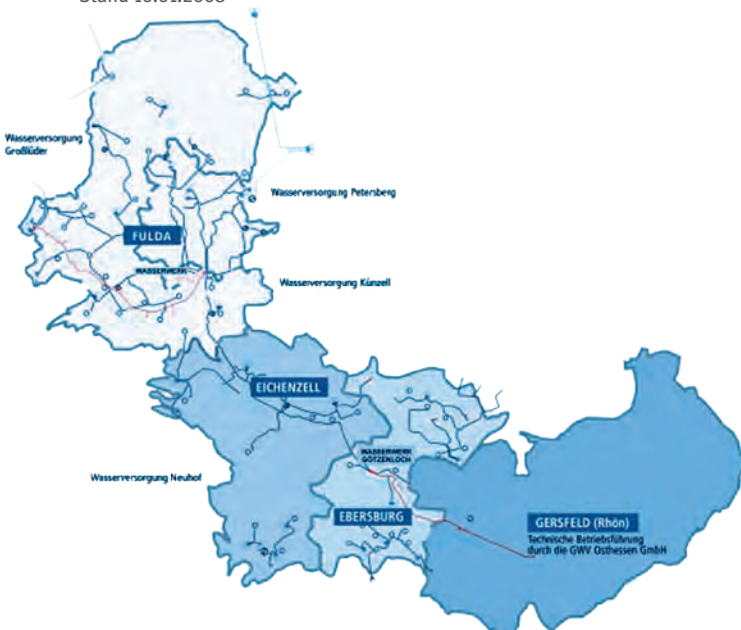 Wasserversorgung
Großlüder
Wasserversorgung Petersberg
FULDA
WASSERWERK
Wasserversorgung Künzell
EICHENZELL
WASSERWERK
GÖTZENLOCH
Wasserversorgung Neuhof
EBERSBURG
GERSFELD (Rhön)
Technische Betriebsführung
durch die GWV Osthessen GmbH